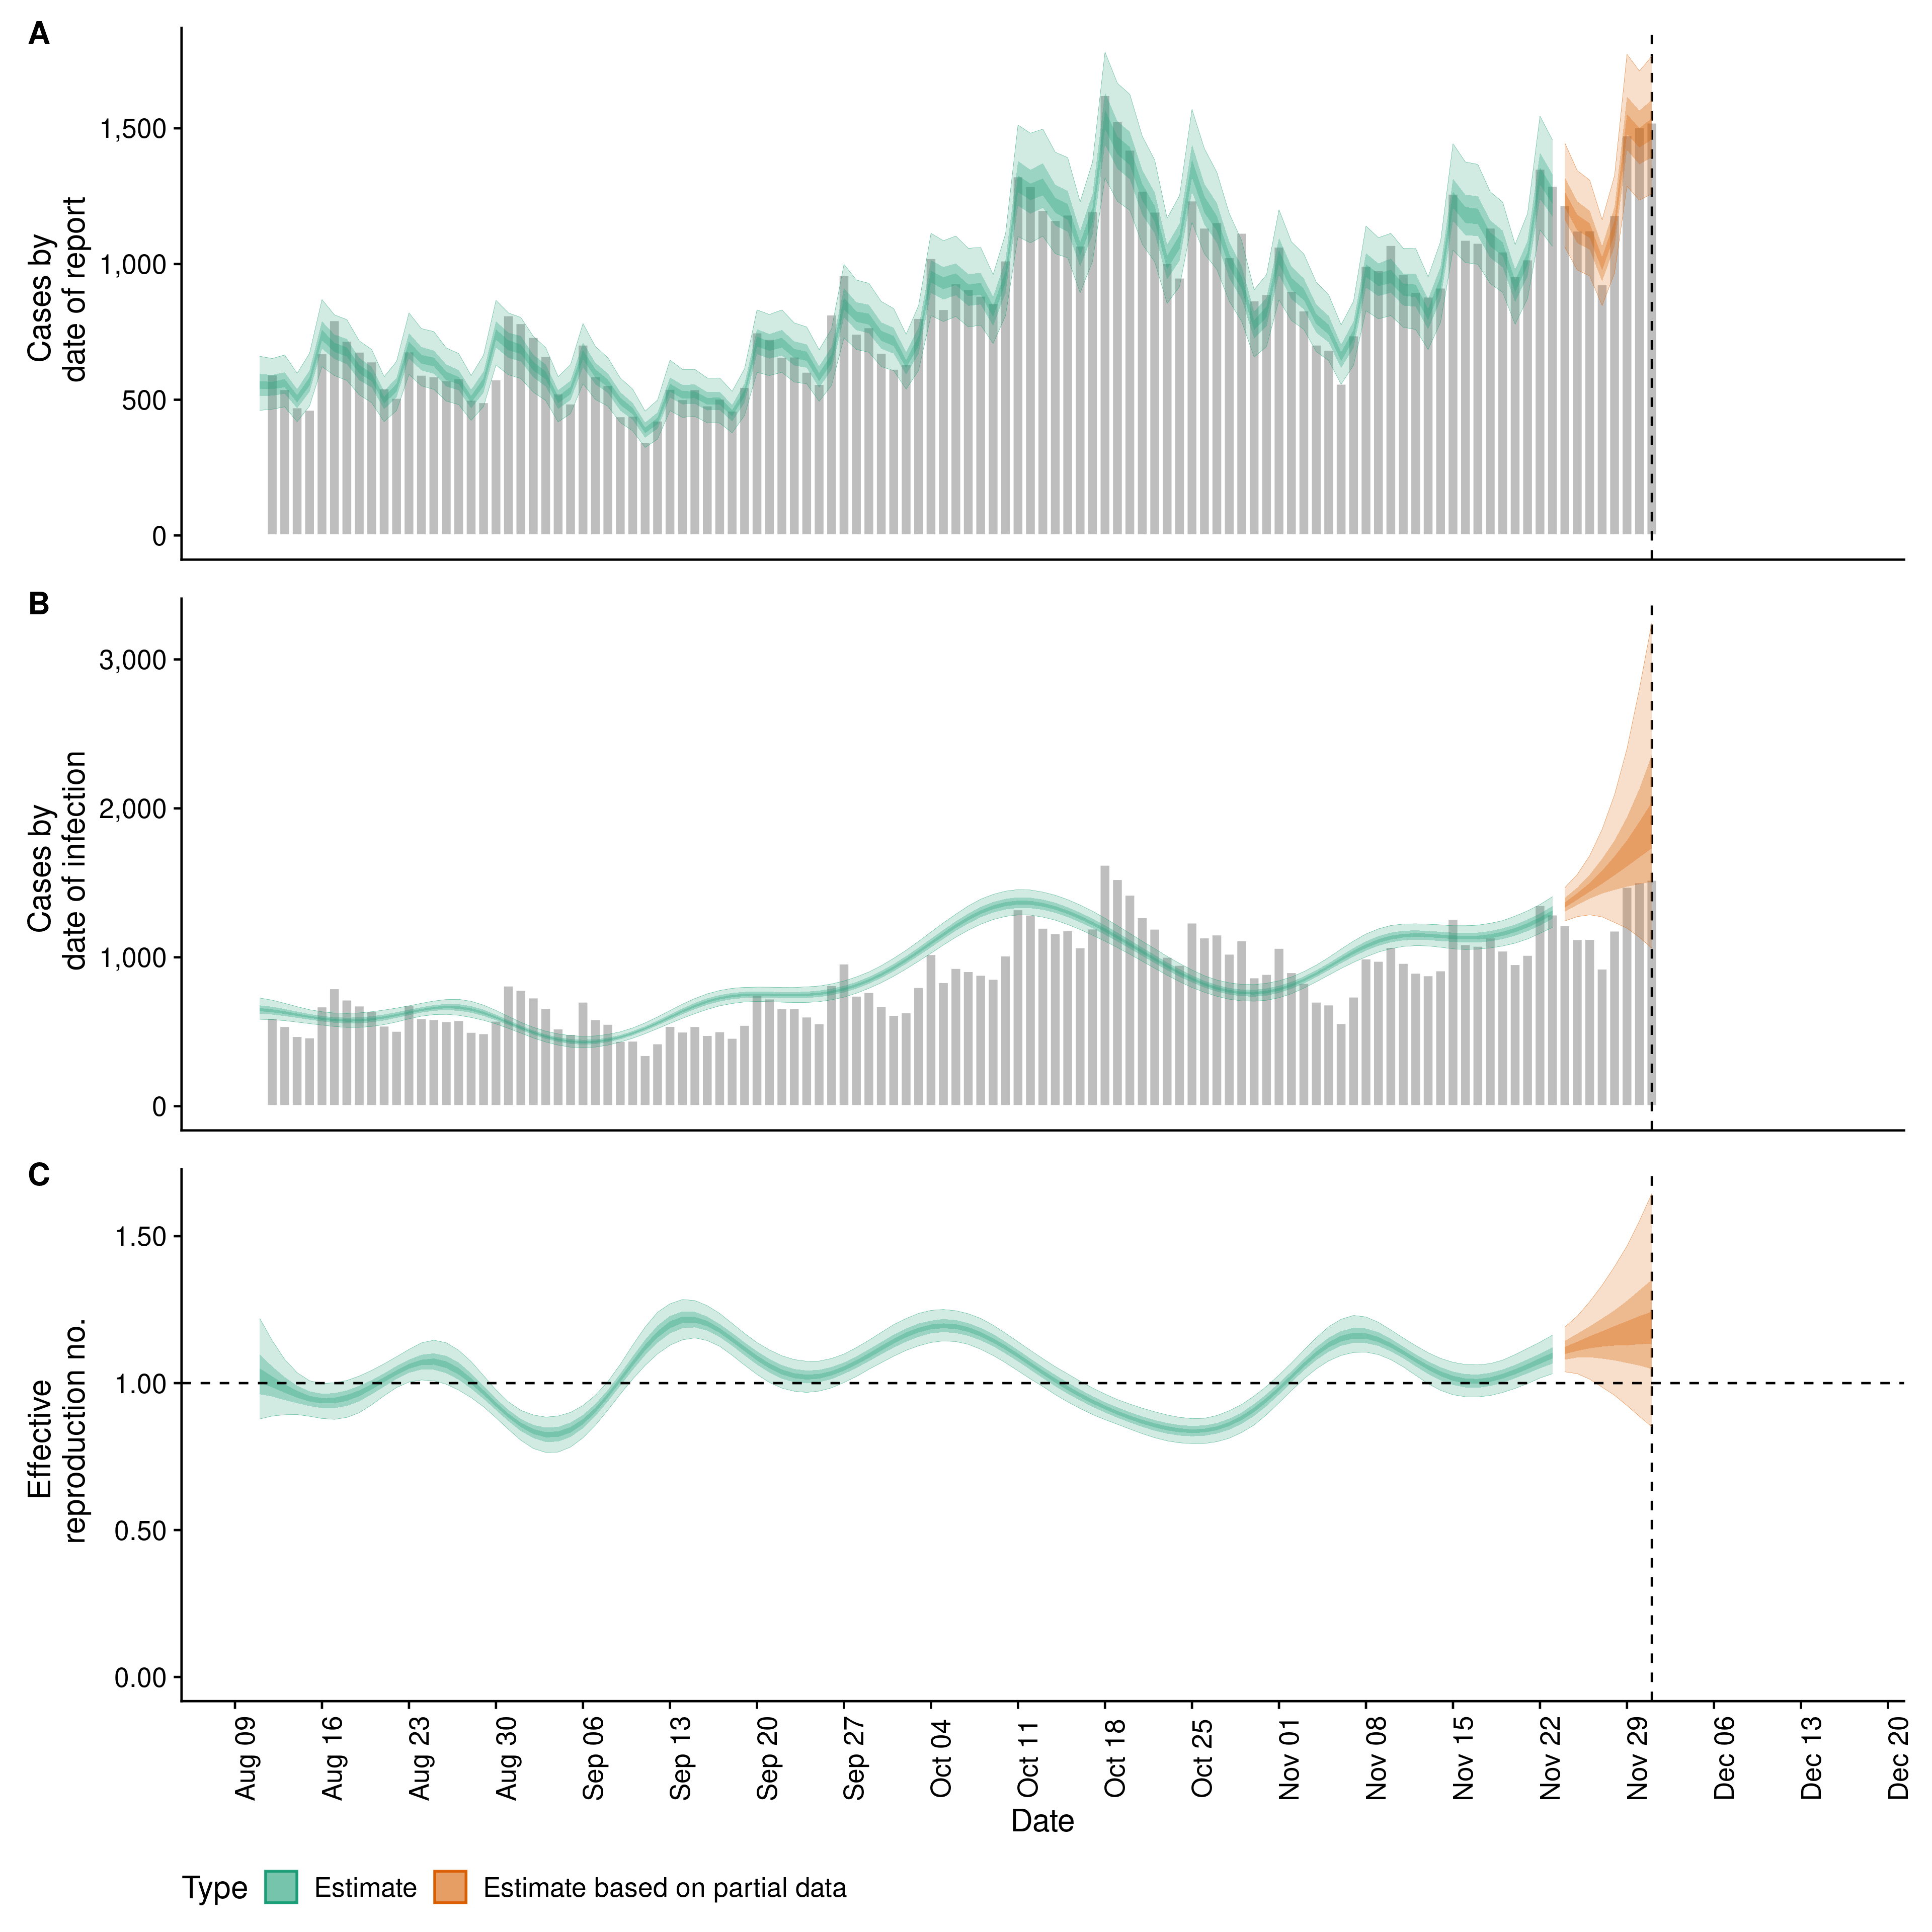 A
Cases by
date of report
1,500
1,000
500
0
B
Cases by
date of infection
3,000
2,000
1,000
0
C
Effective
reproduction no.
1.50
1.00
0.50
0.00
Aug 09
Aug 16
Aug 23
Aug 30
Sep 06
Sep 13
Sep 20
Sep 27
Oct 04
Oct 11
Oct 18
Oct 25
Nov 01
Nov 08
Nov 15
Nov 22
Nov 29
Dec 06
Dec 13
Dec 20
Date
Type Estimate Estimate based on partial data